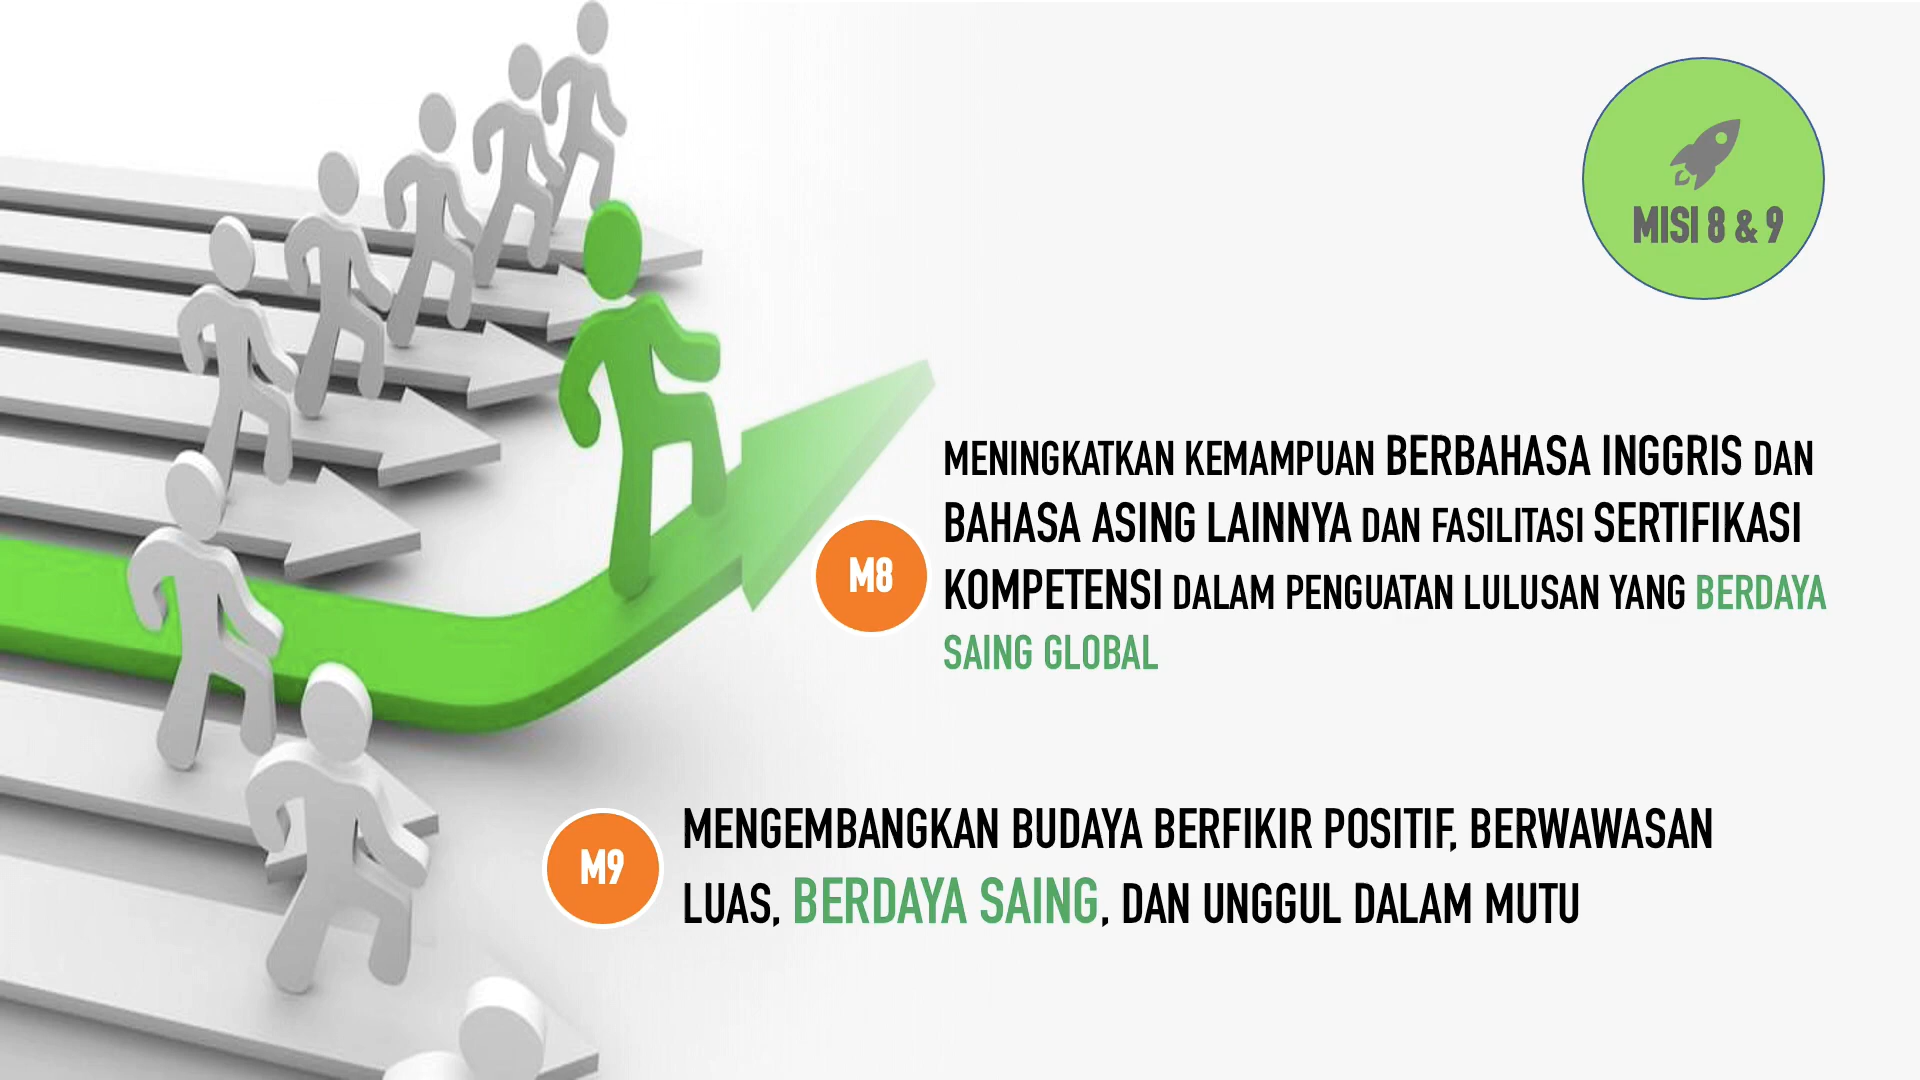 MISI 8 & 9
MENINGKATKAN KEMAMPUAN BERBAHASA INGGRIS DAN
BAHASA ASING LAINNYA DAN FASILITASI SERTIFIKASI
M8
KOMPETENSI DALAM PENGUATAN LULUSAN YANG BERDAYA
SAING GLOBAL
MENGEMBANGKAN BUDAYA BERFIKIR POSITIF, BERWAWASAN
M9
LUAS, BERDAYA SAING, DAN UNGGUL DALAM MUTU